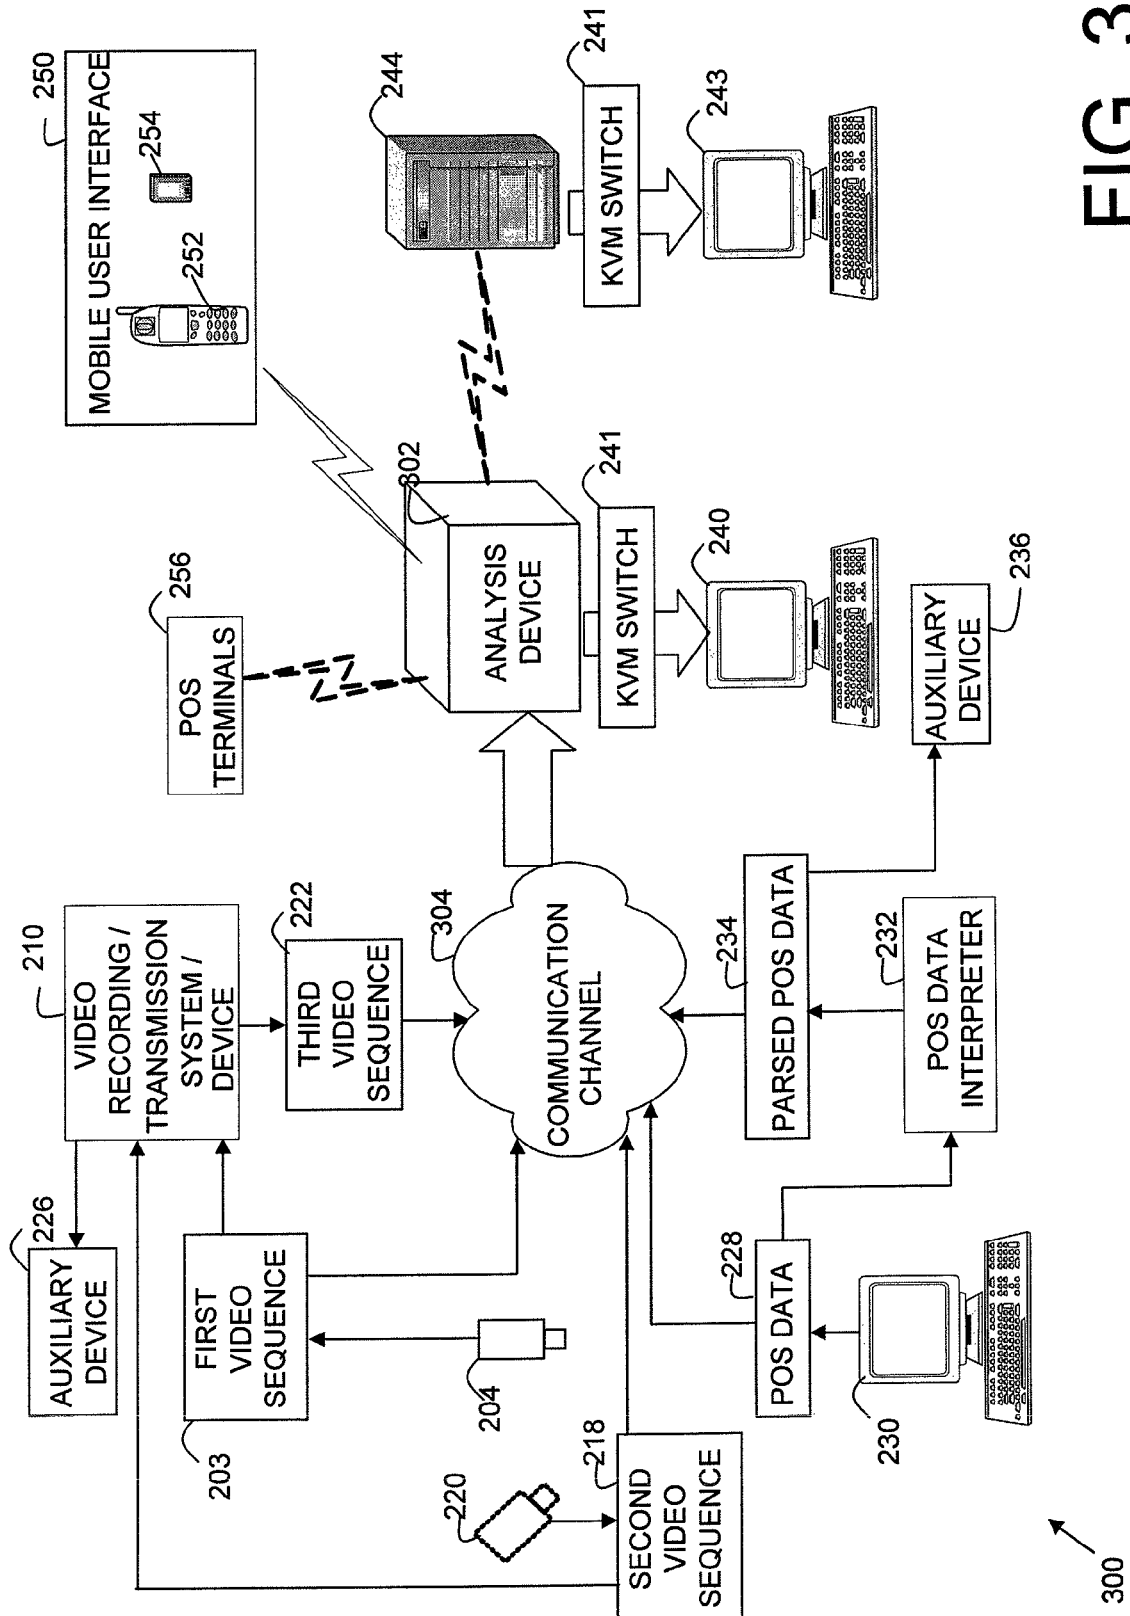 226
AUXILIARY
DEVICE
210
VIDEO
RECORDING /
TRANSMISSION
SYSTEM /
DEVICE
256
POS
TERMINALS
250
MOBILE USER INTERFACE
254
252
203
FIRST
VIDEO
SEQUENCE
222
THIRD
VIDEO
SEQUENCE
302
ANALYSIS
DEVICE
244
220
204
304
COMMUNICATION
CHANNEL
241
KVM SWITCH
241
KVM SWITCH
218
SECOND
VIDEO
SEQUENCE
228
POS DATA
234
PARSED POS DATA
240
243
230
232
POS DATA
INTERPRETER
236
AUXILIARY
DEVICE
300
FIG. 3